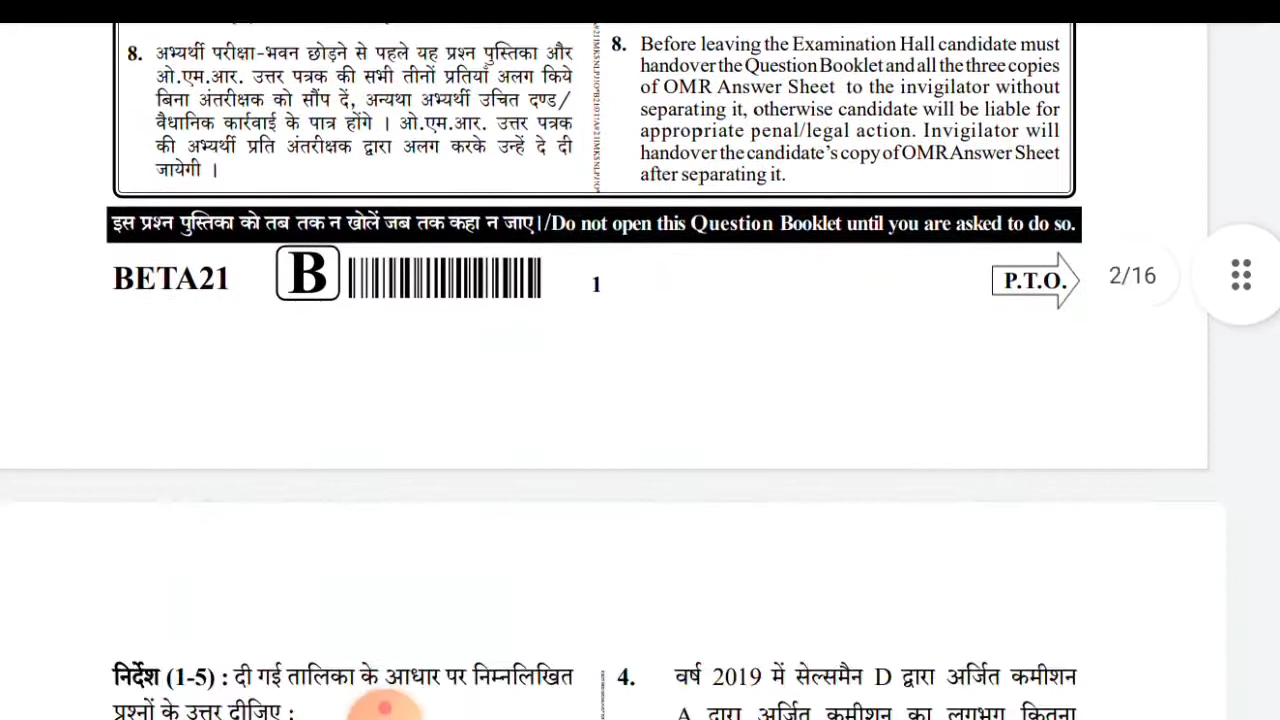 8. अभ्यर्थी परीक्षा-भवन छोड़ने से पहले यह प्रश्न पुस्तिका और
ओ.एम.आर. उत्तर पत्रक की सभी तीनों प्रतियाँ अलग किये
बिना अंतरीक्षक को सौंप दें, अन्यथा अभ्यर्थी उचित दण्ड/
वैधानिक कार्रवाई के पात्र होंगे । ओ.एम.आर. उत्तर पत्रक
की अभ्यर्थी प्रति अंतरीक्षक द्वारा अलग करके उन्हें दे दी
जायेगी ।
8. Before leaving the Examination Hall candidate must
handover the Question Booklet and all the three copies
of OMR Answer Sheet to the invigilator without
separating it, otherwise candidate will be liable for
appropriate penal/legal action. Invigilator will
handover the candidate's copy of OMR Answer Sheet
after separating it.
इस प्रश्न पुस्तिका को तब तक न खोलें जब तक कहा न जाए।/Do not open this Question Booklet until you are asked to do so.
BETA21 B 1 P.T.O. 2/16
निर्देश (1-5) : दी गई तालिका के आधार पर निम्नलिखित
प्रश्नों के उत्तर दीजिए :
4. वर्ष 2019 में सेल्समैन D द्वारा अर्जित कमीशन
A द्वारा अर्जित कमीशन का लगभग कितना